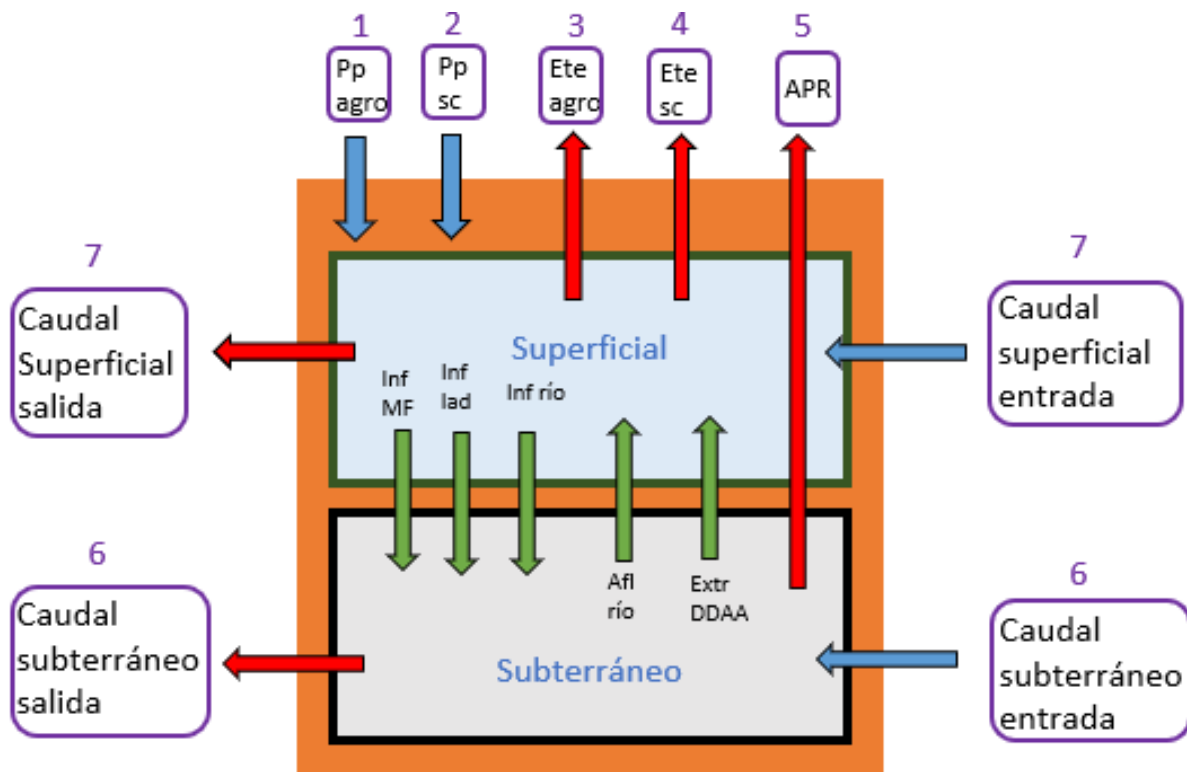 1
2
3
4
5
Pp
agro
Pp
sc
Ete
agro
Ete
sc
APR
7
Caudal
Superficial
salida
7
Caudal
superficial
entrada
Superficial
Inf
MF
Inf
lad
Inf río
Afl
río
Extr
DDAA
6
Caudal
subterráneo
salida
6
Caudal
subterráneo
entrada
Subterráneo